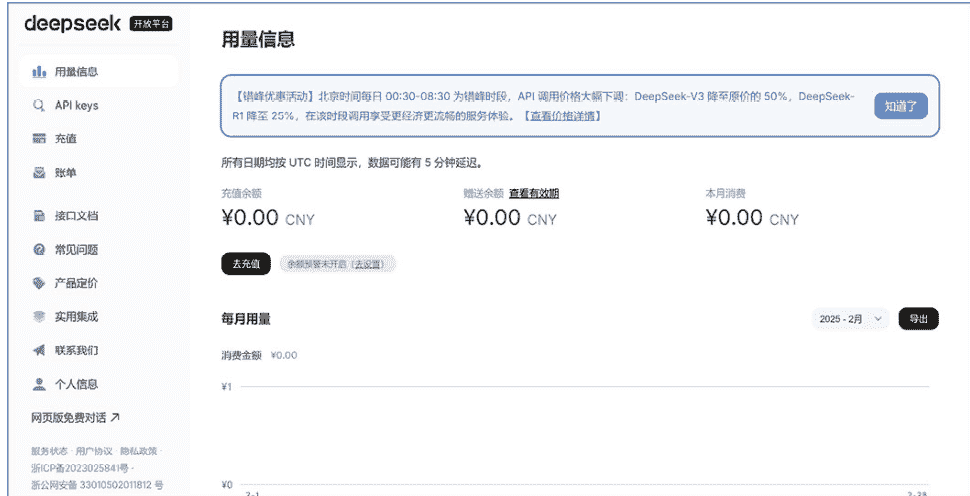 deepseek 开放平台
用量信息
API keys
充值
账单
接口文档
常见问题
产品定价
实用集成
联系我们
个人信息
网页版免费对话
服务状态 · 用户协议 · 隐私政策 ·
浙ICP备2023025841号 ·
浙公网安备 33010502011812 号
用量信息
【错峰优惠活动】北京时间每日 00:30-08:30 为错峰时段，API 调用价格大幅下调：DeepSeek-V3 降至原价的 50%，DeepSeek-
R1 降至 25%，在该时段调用享受更经济更流畅的服务体验。【查看价格详情】
知道了
所有日期均按 UTC 时间显示，数据可能有 5 分钟延迟。
充值余额
¥0.00 CNY
赠送余额 查看有效期
¥0.00 CNY
本月消费
¥0.00 CNY
去充值
余额预警未开启（去设置）
每月用量
2025 - 2月
导出
消费金额 ¥0.00
¥1
¥0
2-1
2-28